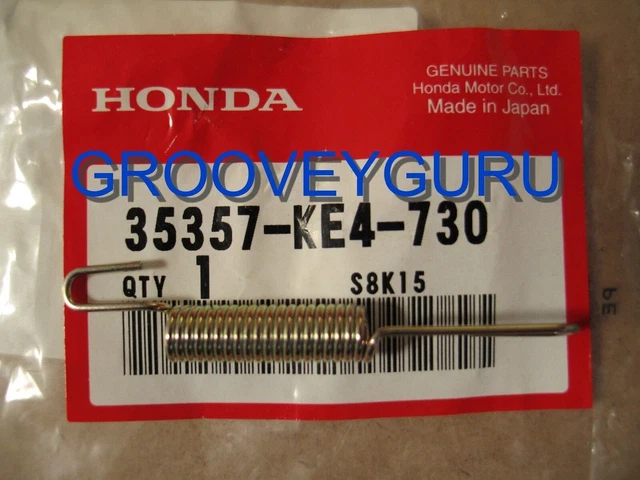 HONDA
GENUINE PARTS
Honda Motor Co., Ltd.
Made in Japan
GROOVEYGURU
35357-KE4-730
QTY 1 S8K15